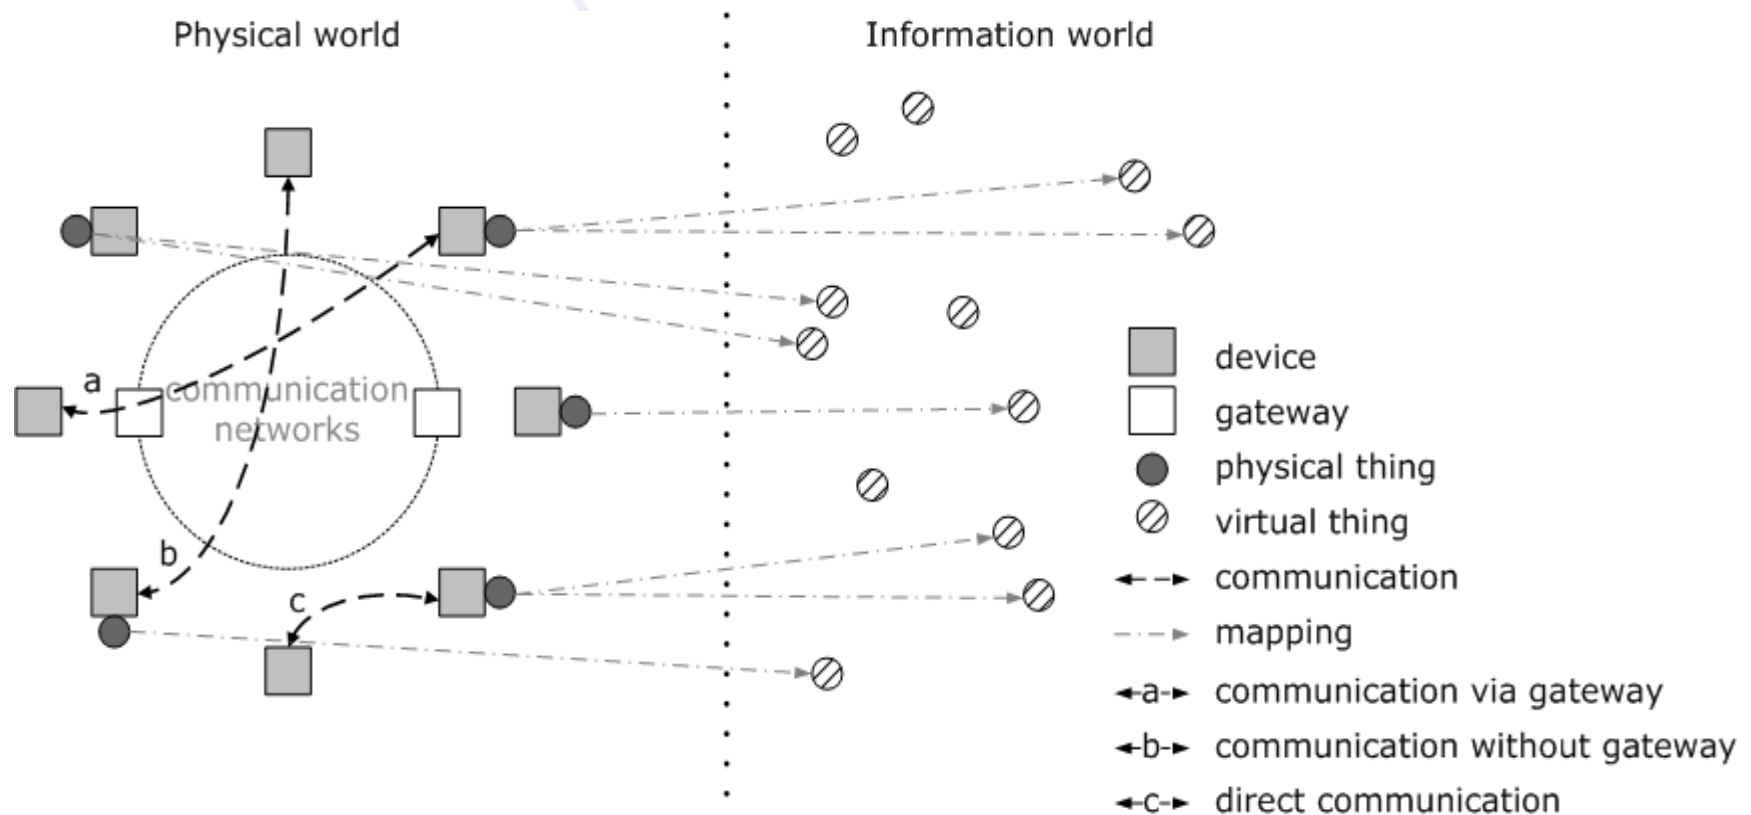 Physical world
Information world
a
communication
networks
b
c
device
gateway
physical thing
virtual thing
communication
mapping
a communication via gateway
b communication without gateway
c direct communication